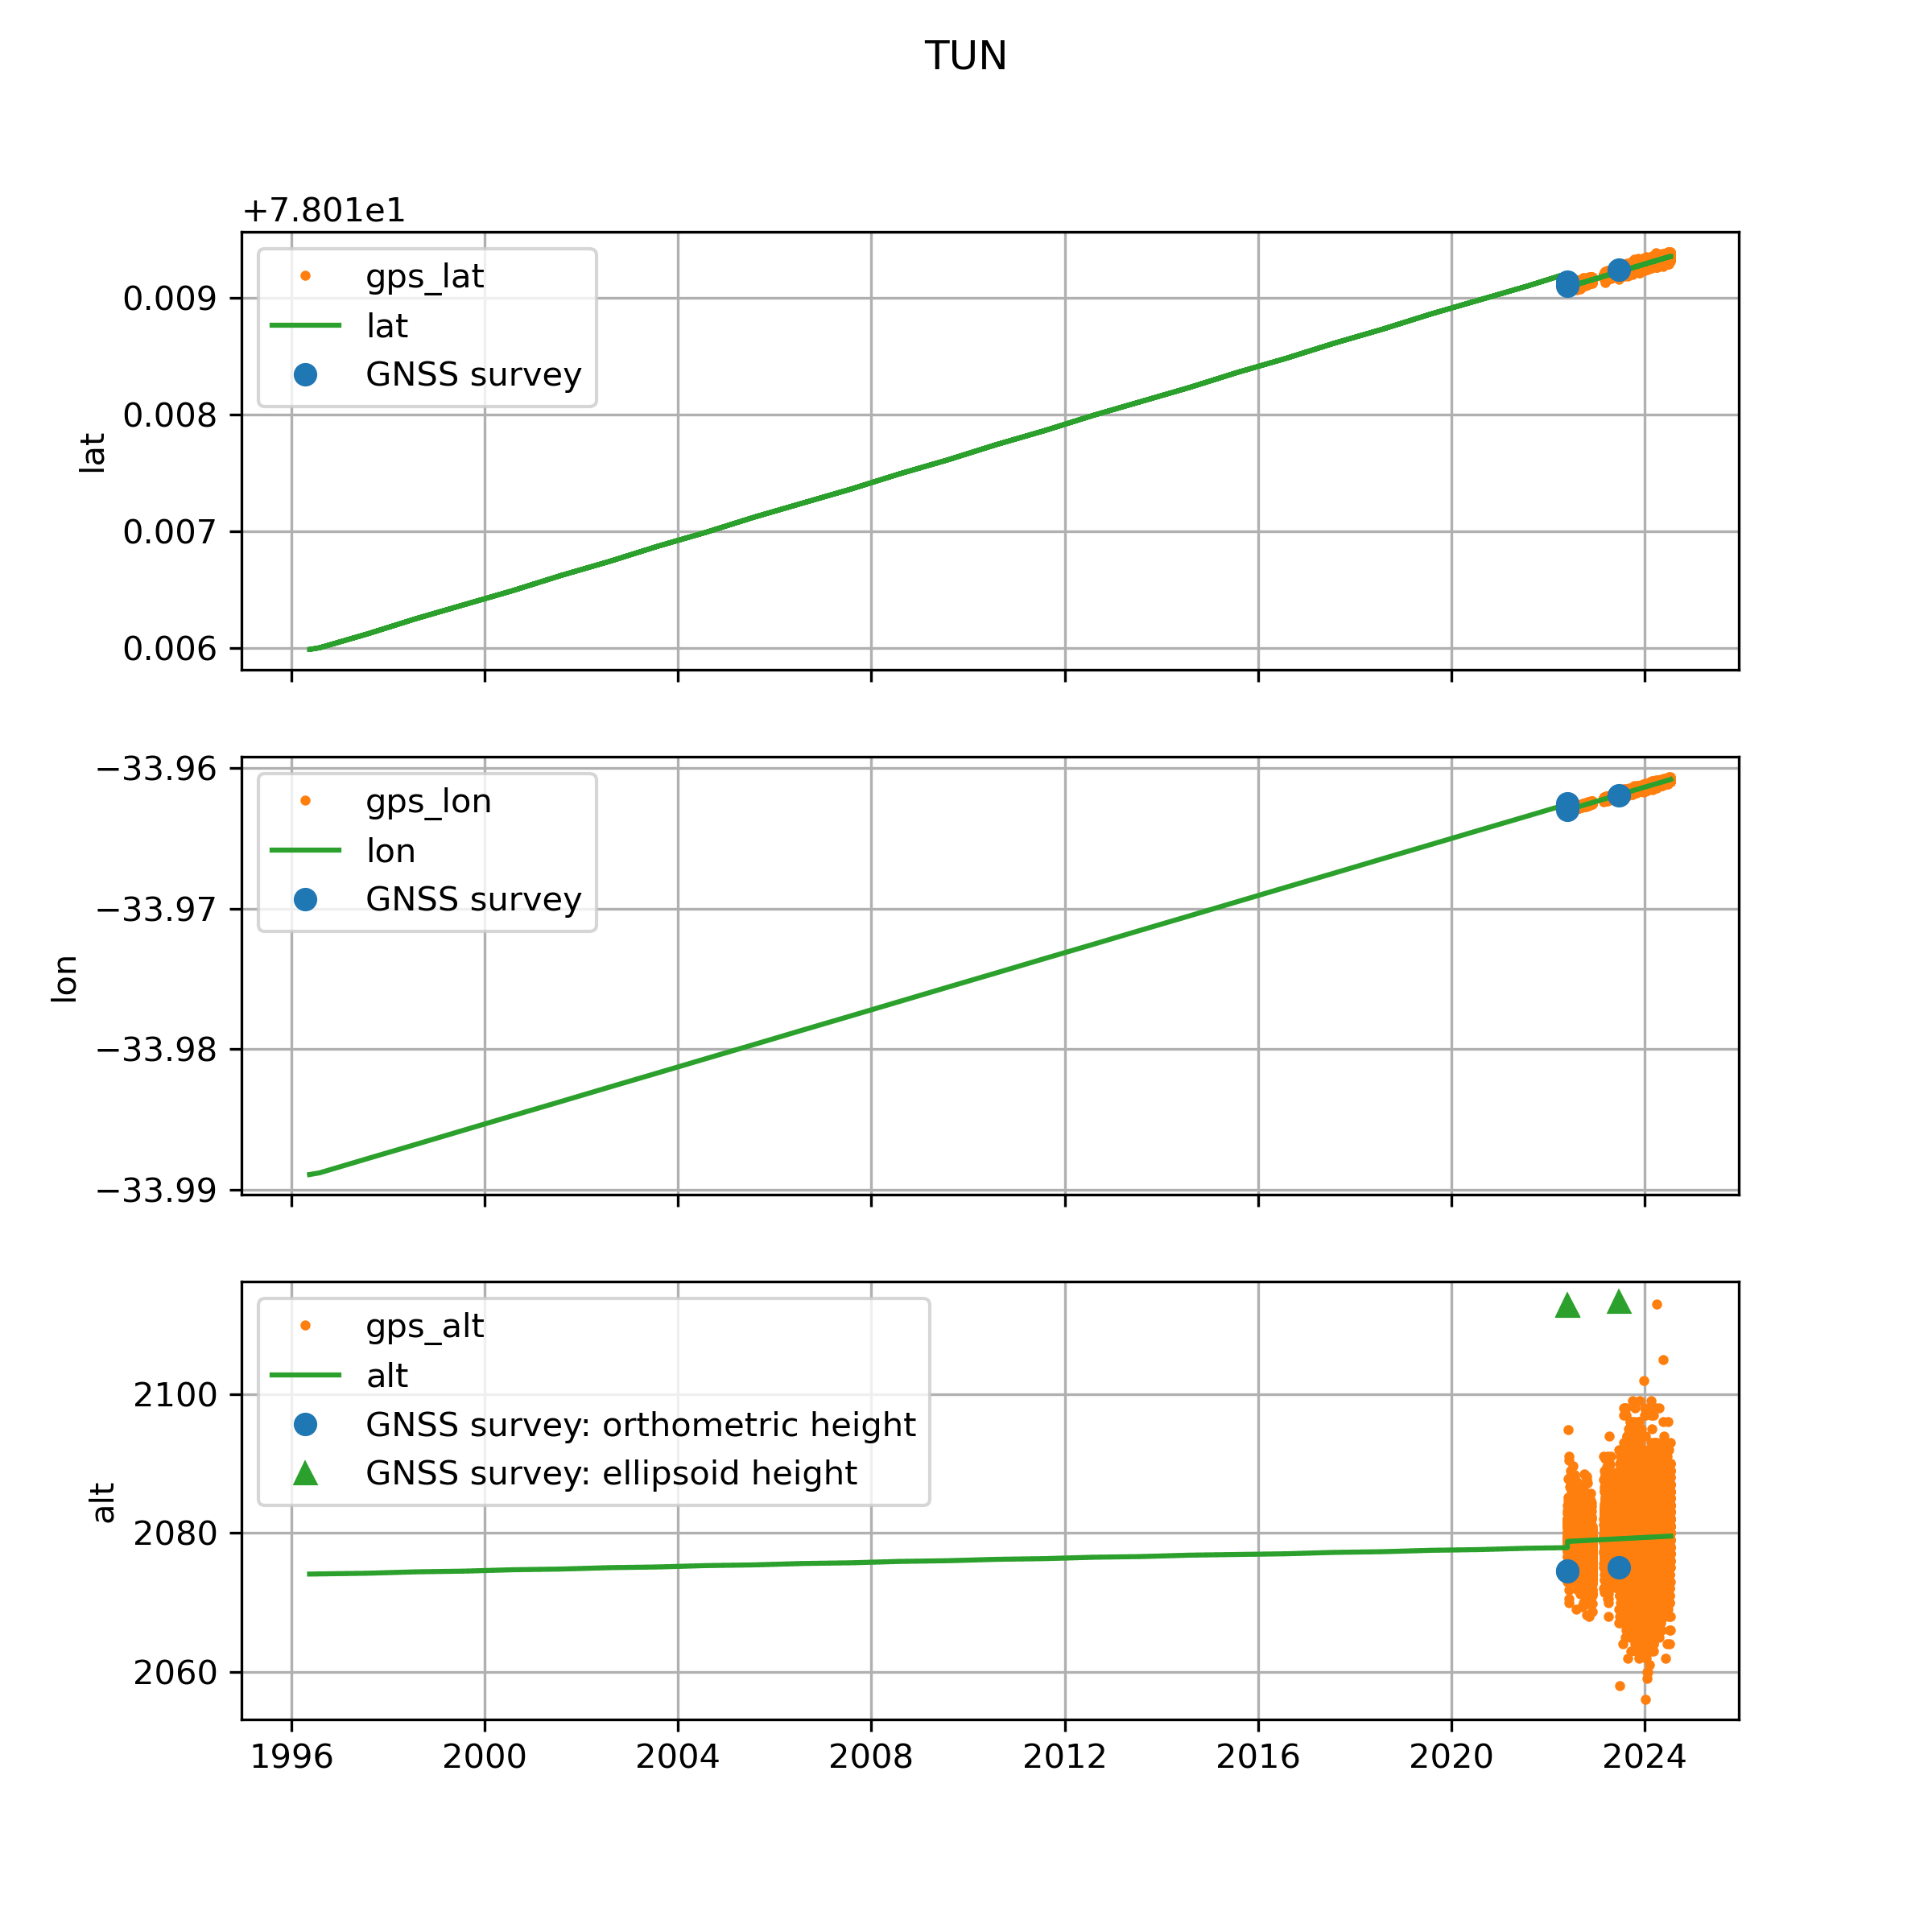 TUN
+7.801e1
gps_lat
lat
GNSS survey
0.009
0.008
0.007
0.006
lat
−33.96
gps_lon
lon
GNSS survey
−33.97
−33.98
−33.99
lon
gps_alt
alt
GNSS survey: orthometric height
GNSS survey: ellipsoid height
2100
2080
2060
alt
1996 2000 2004 2008 2012 2016 2020 2024